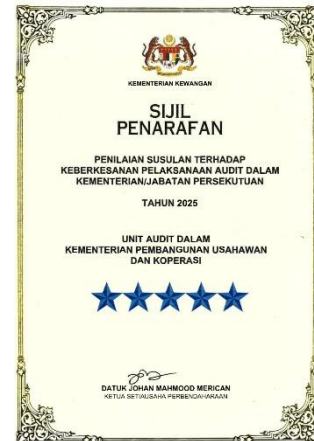 KEMENTERIAN KEWANGAN
SIJIL
PENARAFAN
PENILAIAN SUSULAN TERHADAP
KEBERKESANAN PELAKSANAAN AUDIT DALAM
KEMENTERIAN/JABATAN PERSEKUTUAN
TAHUN 2025
UNIT AUDIT DALAM
KEMENTERIAN PEMBANGUNAN USAHAWAN
DAN KOPERASI
DATUK JOHAN MAHMOOD MERICAN
KETUA SETIAUSAHA PERBENDAHARAAN